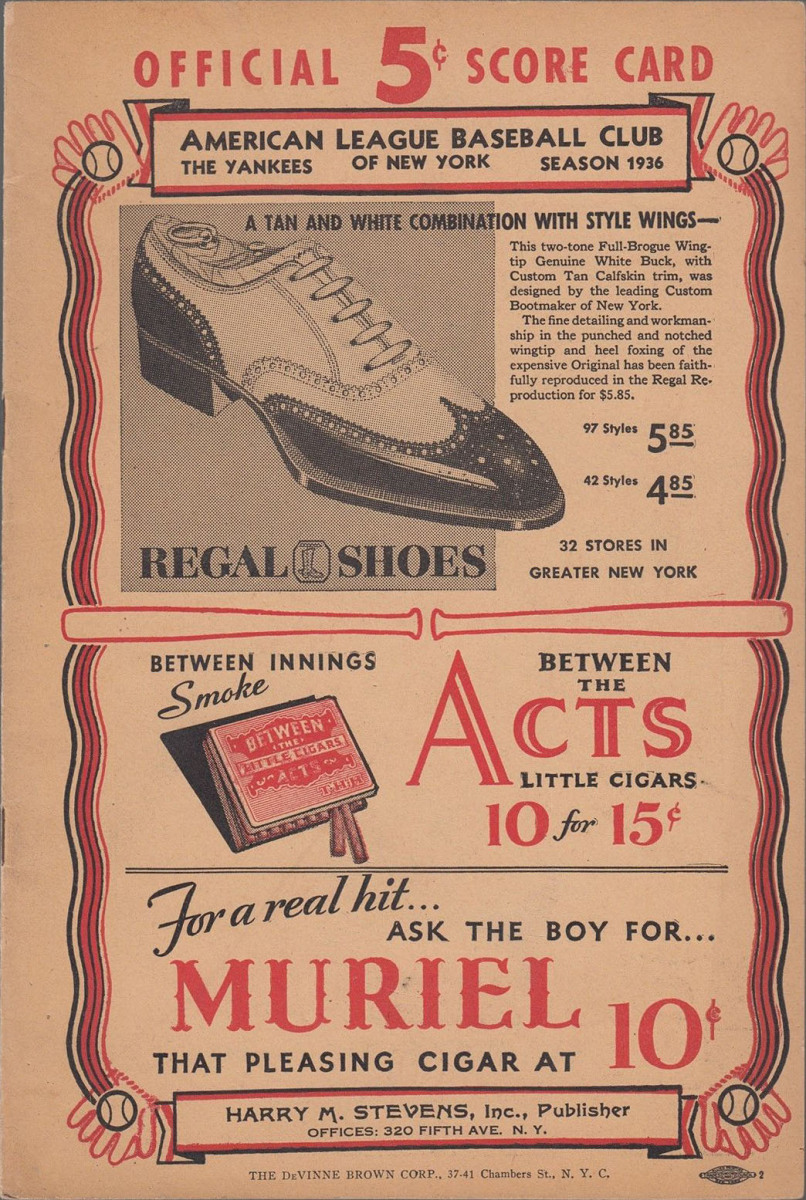 OFFICIAL 5¢ SCORE CARD
AMERICAN LEAGUE BASEBALL CLUB
THE YANKEES OF NEW YORK SEASON 1936
A TAN AND WHITE COMBINATION WITH STYLE WINGS—
This two-tone Full-Brogue Wing-
tip Genuine White Buck, with
Custom Tan Calfskin trim, was
designed by the leading Custom
Bootmaker of New York.
The fine detailing and workman-
ship in the punched and notched
wingtip and heel foxing of the
expensive Original has been faith-
fully reproduced in the Regal Re-
production for $5.85.
97 Styles 5 85
42 Styles 4 85
32 STORES IN
GREATER NEW YORK
REGAL SHOES
BETWEEN INNINGS
Smoke
BETWEEN
THE
LITTLE CIGARS
ACTS
BETWEEN
THE
ACTS
LITTLE CIGARS
10 for 15¢
For a real hit...
ASK THE BOY FOR...
MURIEL
THAT PLEASING CIGAR AT 10¢
HARRY M. STEVENS, Inc., Publisher
OFFICES: 320 FIFTH AVE. N. Y.
THE DEVINNE BROWN CORP., 37-41 Chambers St., N. Y. C.
2